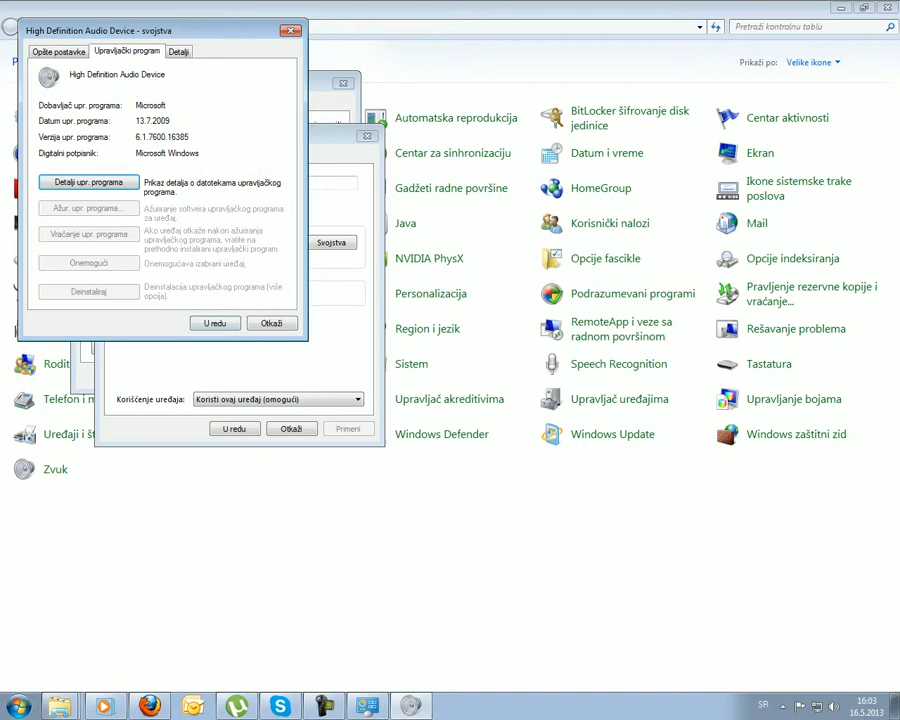 High Definition Audio Device - svojstva
Opšte postavke
Upravljački program
Detalji
High Definition Audio Device
Dobavljač upr. programa: Microsoft
Datum upr. programa: 13.7.2009
Verzija upr. programa: 6.1.7600.16385
Digitalni potpisnik: Microsoft Windows
Detalji upr. programa
Prikaz detalja o datotekama upravljačkog
programa.
Ažur. upr. programa...
Ažuriranje softvera upravljačkog programa
za uređaj.
Vraćanje upr. programa
Ako uređaj otkaže nakon ažuriranja
upravljačkog programa, vratite na
prethodno instalirani upravljački program.
Onemogući
Onemogućava izabrani uređaj.
Deinstaliraj
Deinstalacija upravljačkog programa (više
opcija).
U redu
Otkaži
Svojstva
Korišćenje uređaja:
Koristi ovaj uređaj (omogući)
U redu
Otkaži
Primeni
Pretraži kontrolnu tablu
Prikaži po: Velike ikone
Automatska reprodukcija
BitLocker šifrovanje disk
jedinice
Centar aktivnosti
Centar za sinhronizaciju
Datum i vreme
Ekran
Gadžeti radne površine
HomeGroup
Ikone sistemske trake
poslova
Java
Korisnički nalozi
Mail
NVIDIA PhysX
Opcije fascikle
Opcije indeksiranja
Personalizacija
Podrazumevani programi
Pravljenje rezervne kopije i
vraćanje...
Region i jezik
RemoteApp i veze sa
radnom površinom
Rešavanje problema
Rodit
Sistem
Speech Recognition
Tastatura
Telefon i m
Upravljač akreditivima
Upravljač uređajima
Upravljanje bojama
Uređaji i št
Windows Defender
Windows Update
Windows zaštitni zid
Zvuk
SR
16:03
16.5.2013